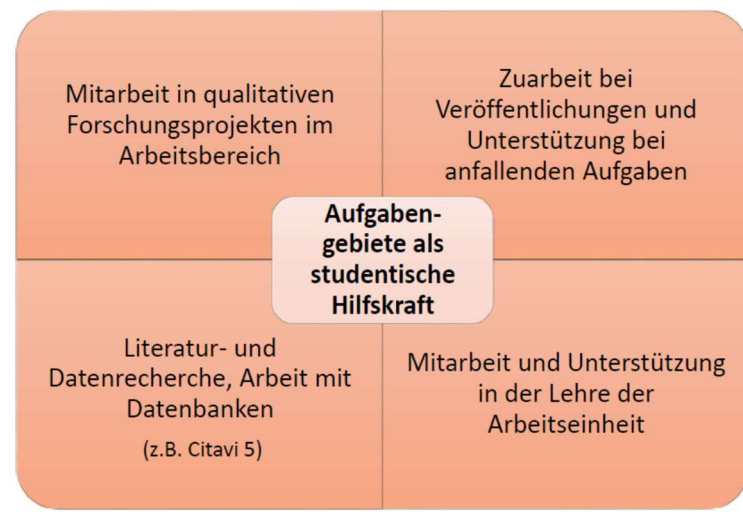 Mitarbeit in qualitativen
Forschungsprojekten im
Arbeitsbereich
Zuarbeit bei
Veröffentlichungen und
Unterstützung bei
anfallenden Aufgaben
Aufgaben-
gebiete als
studentische
Hilfskraft
Literatur- und
Datenrecherche, Arbeit mit
Datenbanken
(z.B. Citavi 5)
Mitarbeit und Unterstützung
in der Lehre der
Arbeitseinheit